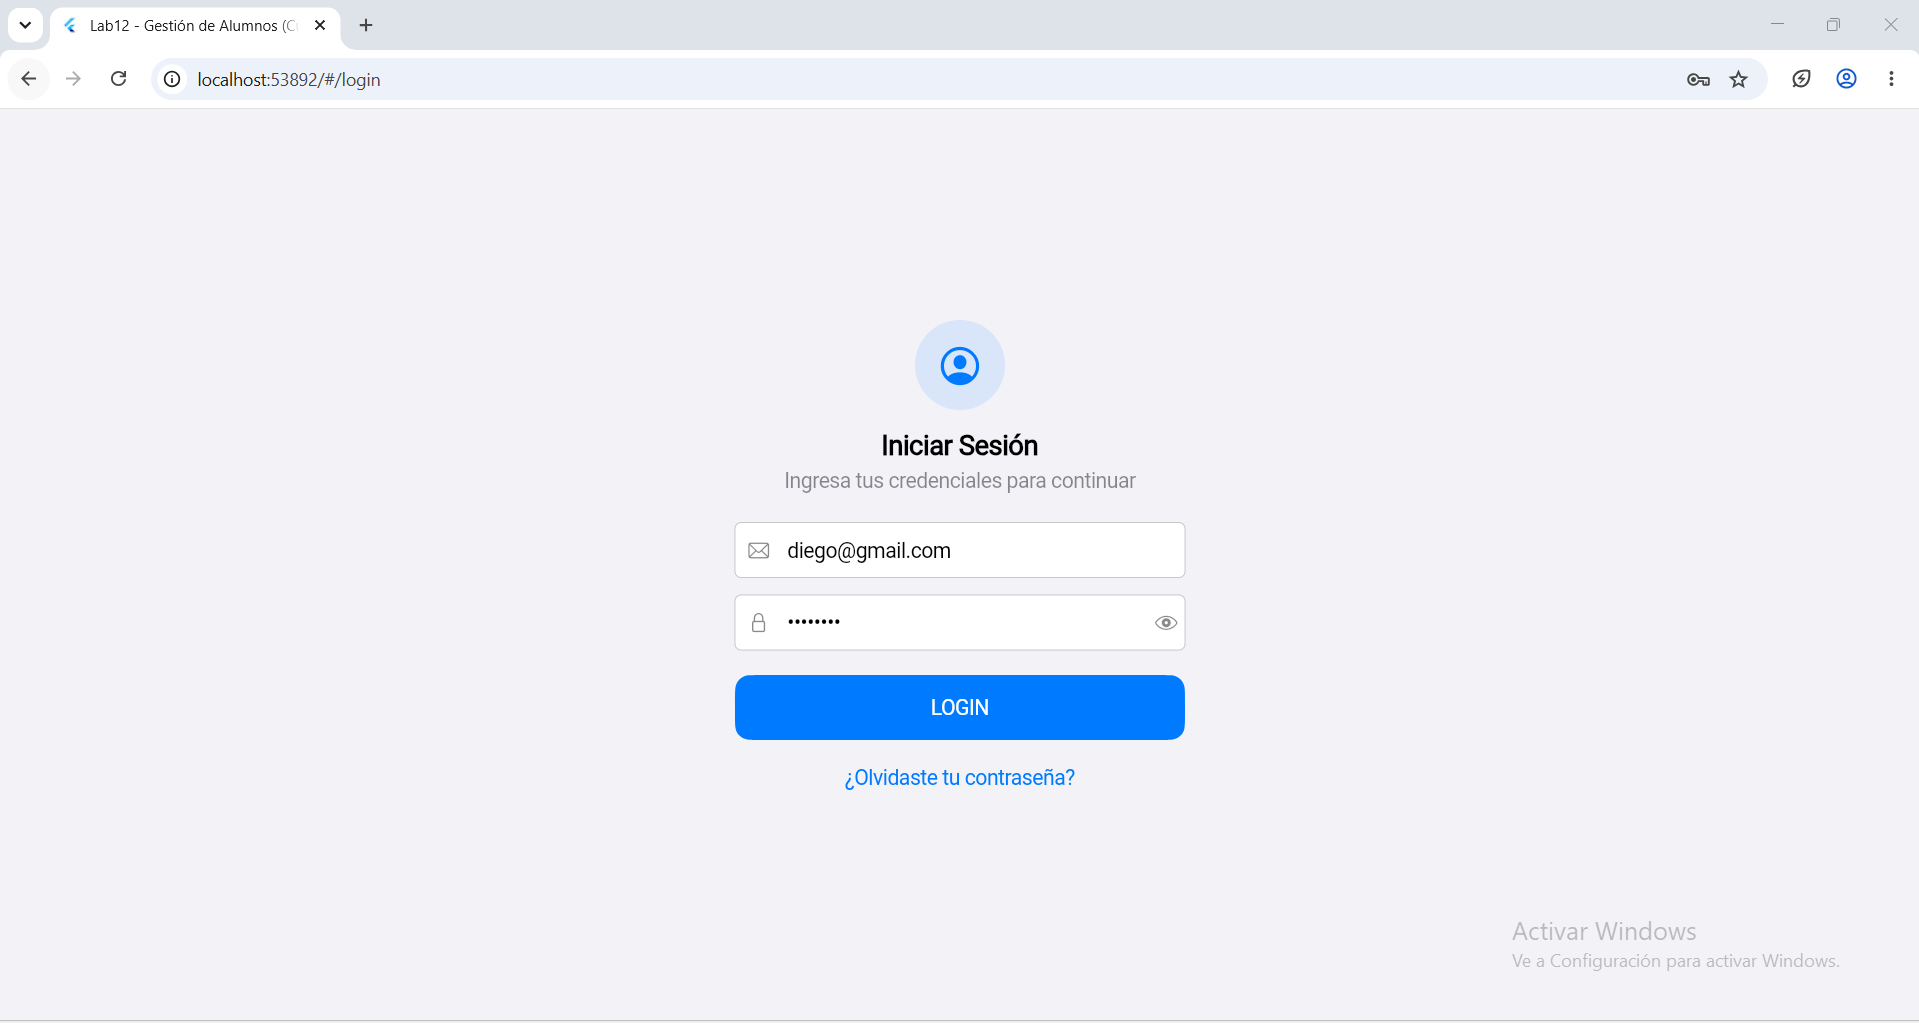 Lab12 - Gestión de Alumnos (C
localhost:53892/#/login
Iniciar Sesión
Ingresa tus credenciales para continuar
diego@gmail.com
••••••••
LOGIN
¿Olvidaste tu contraseña?
Activar Windows
Ve a Configuración para activar Windows.